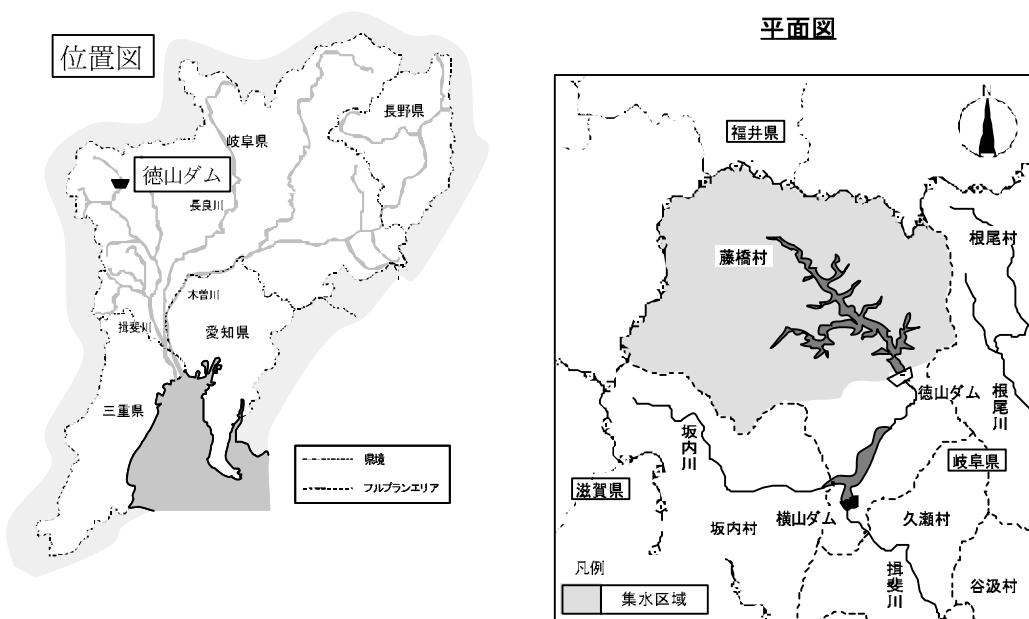 位置図
長野県
岐阜県
徳山ダム
長良川
木曽川
揖斐川
愛知県
三重県
県境
フルプランエリア
平面図
N
福井県
根尾村
藤橋村
徳山ダム
根尾川
坂内川
岐阜県
滋賀県
坂内村
横山ダム
久瀬村
揖斐川
谷汲村
凡例
集水区域